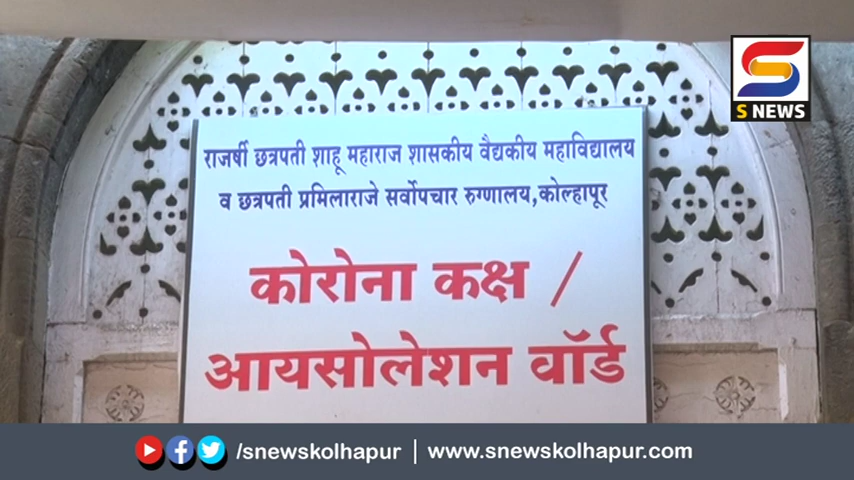 S NEWS
राजर्षी छत्रपती शाहू महाराज शासकीय वैद्यकीय महाविद्यालय
व छत्रपती प्रमिलाराजे सर्वोपचार रुग्णालय,कोल्हापूर
कोरोना कक्ष /
आयसोलेशन वॉर्ड
/snewskolhapur | www.snewskolhapur.com